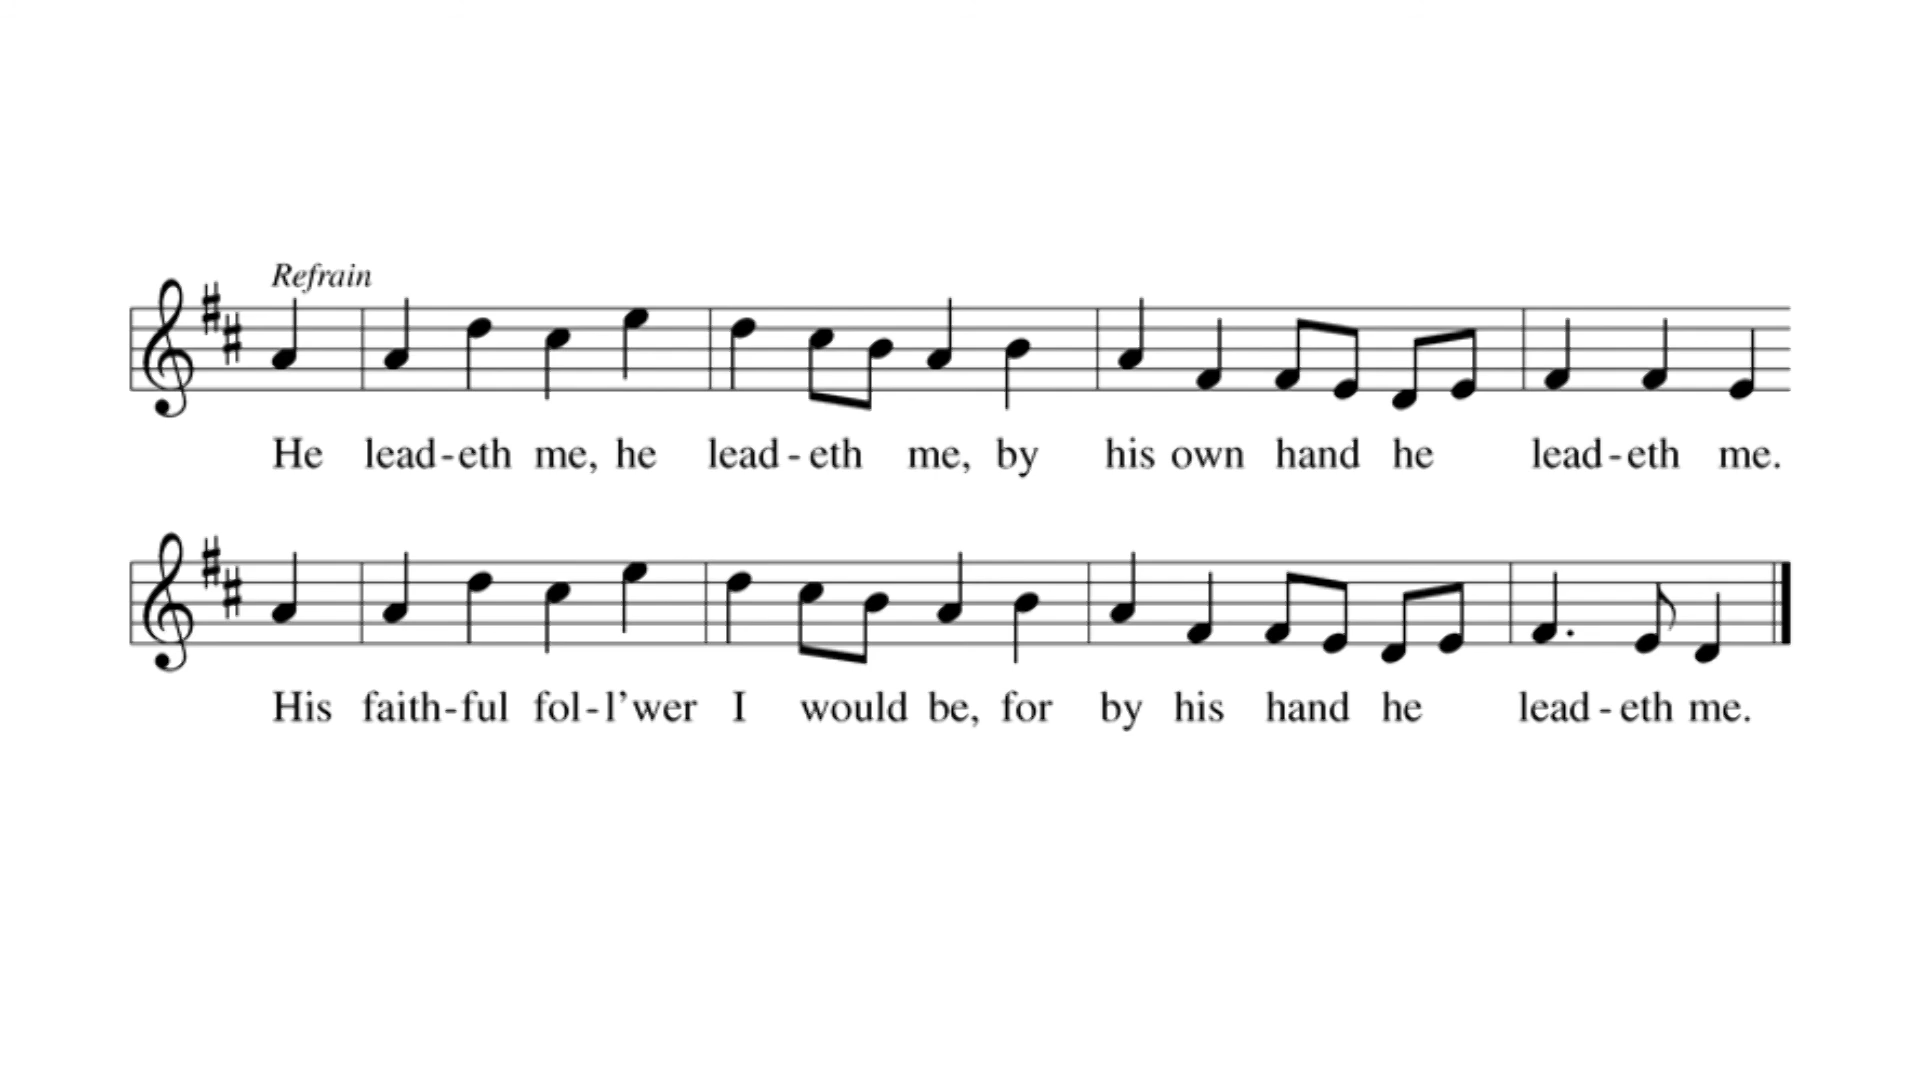 Refrain
He lead-eth me, he lead-eth me, by his own hand he lead-eth me.
His faith-ful fol-l’wer I would be, for by his hand he lead-eth me.